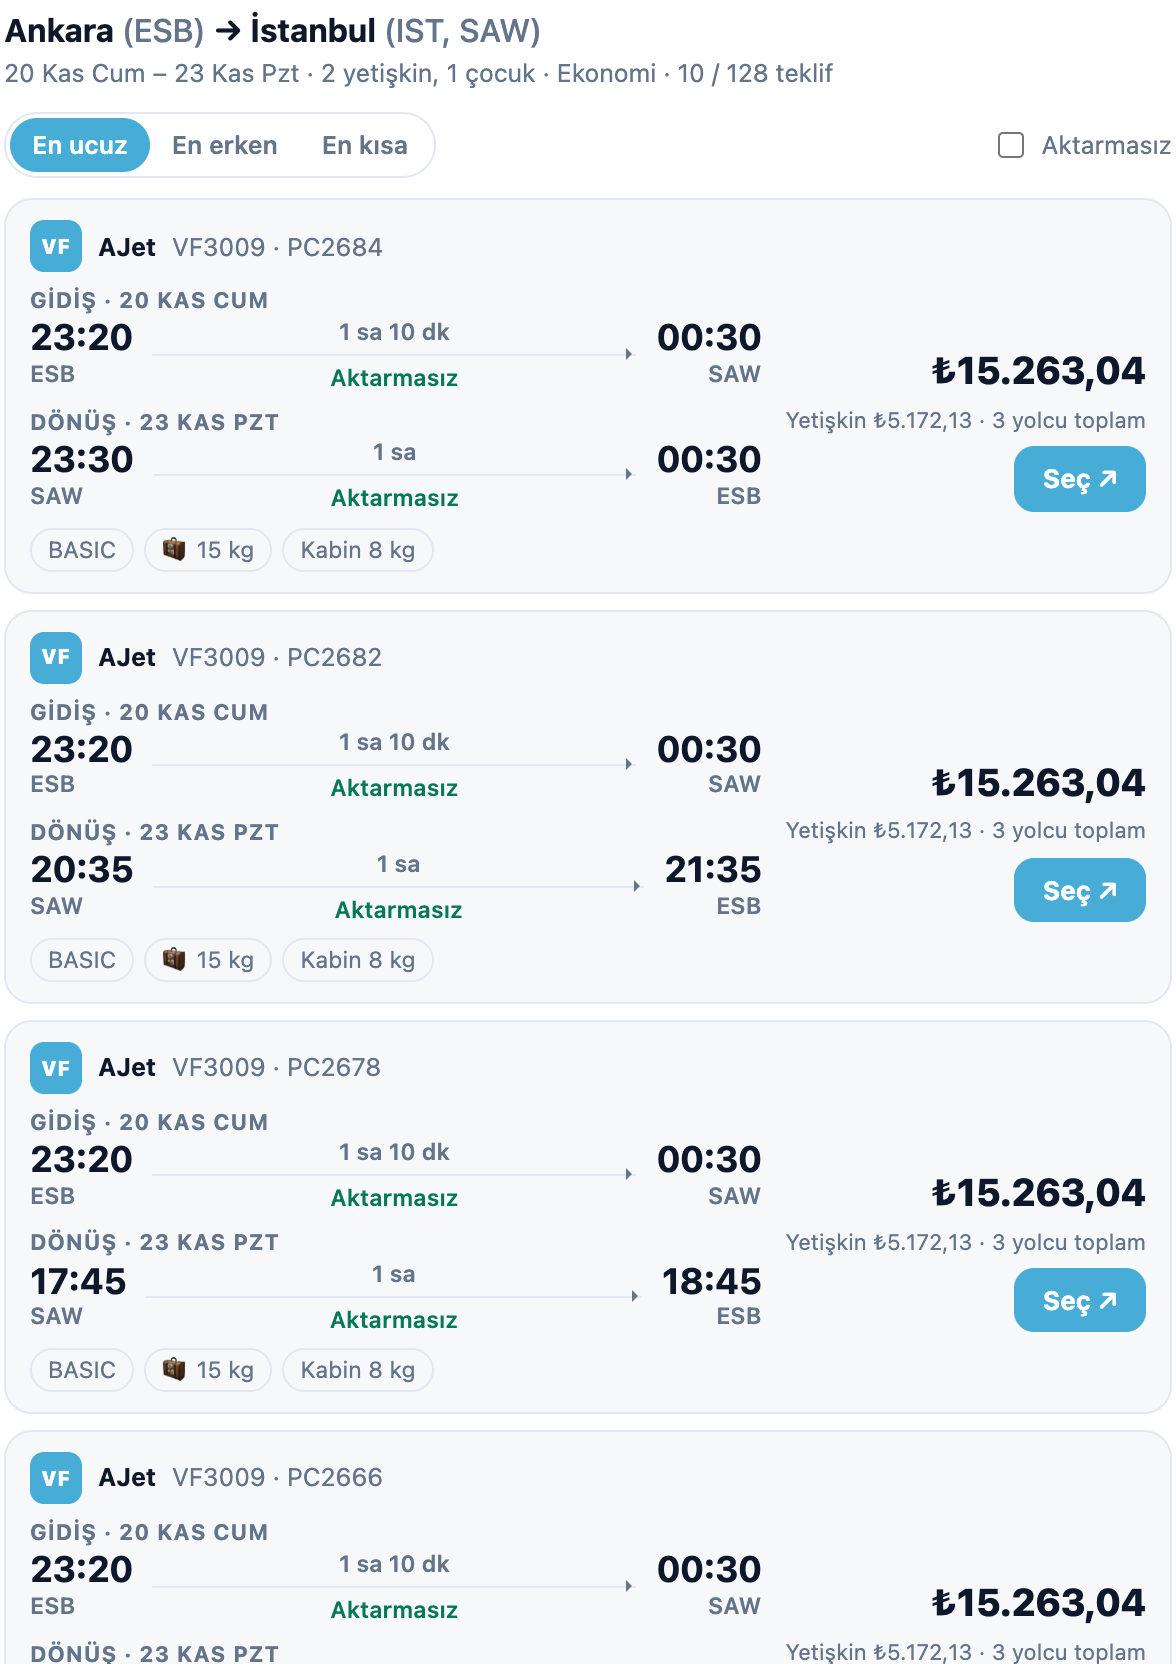 Ankara (ESB) → İstanbul (IST, SAW)
20 Kas Cum – 23 Kas Pzt · 2 yetişkin, 1 çocuk · Ekonomi · 10 / 128 teklif
En ucuz En erken En kısa Aktarmasız
VF AJet VF3009 · PC2684
GİDİŞ · 20 KAS CUM
23:20 1 sa 10 dk 00:30
ESB Aktarmasız SAW
₺15.263,04
DÖNÜŞ · 23 KAS PZT
Yetişkin ₺5.172,13 · 3 yolcu toplam
23:30 1 sa 00:30
SAW Aktarmasız ESB
Seç ↗
BASIC 15 kg Kabin 8 kg
VF AJet VF3009 · PC2682
GİDİŞ · 20 KAS CUM
23:20 1 sa 10 dk 00:30
ESB Aktarmasız SAW
₺15.263,04
DÖNÜŞ · 23 KAS PZT
Yetişkin ₺5.172,13 · 3 yolcu toplam
20:35 1 sa 21:35
SAW Aktarmasız ESB
Seç ↗
BASIC 15 kg Kabin 8 kg
VF AJet VF3009 · PC2678
GİDİŞ · 20 KAS CUM
23:20 1 sa 10 dk 00:30
ESB Aktarmasız SAW
₺15.263,04
DÖNÜŞ · 23 KAS PZT
Yetişkin ₺5.172,13 · 3 yolcu toplam
17:45 1 sa 18:45
SAW Aktarmasız ESB
Seç ↗
BASIC 15 kg Kabin 8 kg
VF AJet VF3009 · PC2666
GİDİŞ · 20 KAS CUM
23:20 1 sa 10 dk 00:30
ESB Aktarmasız SAW
₺15.263,04
DÖNÜŞ · 23 KAS PZT
Yetişkin ₺5.172,13 · 3 yolcu toplam